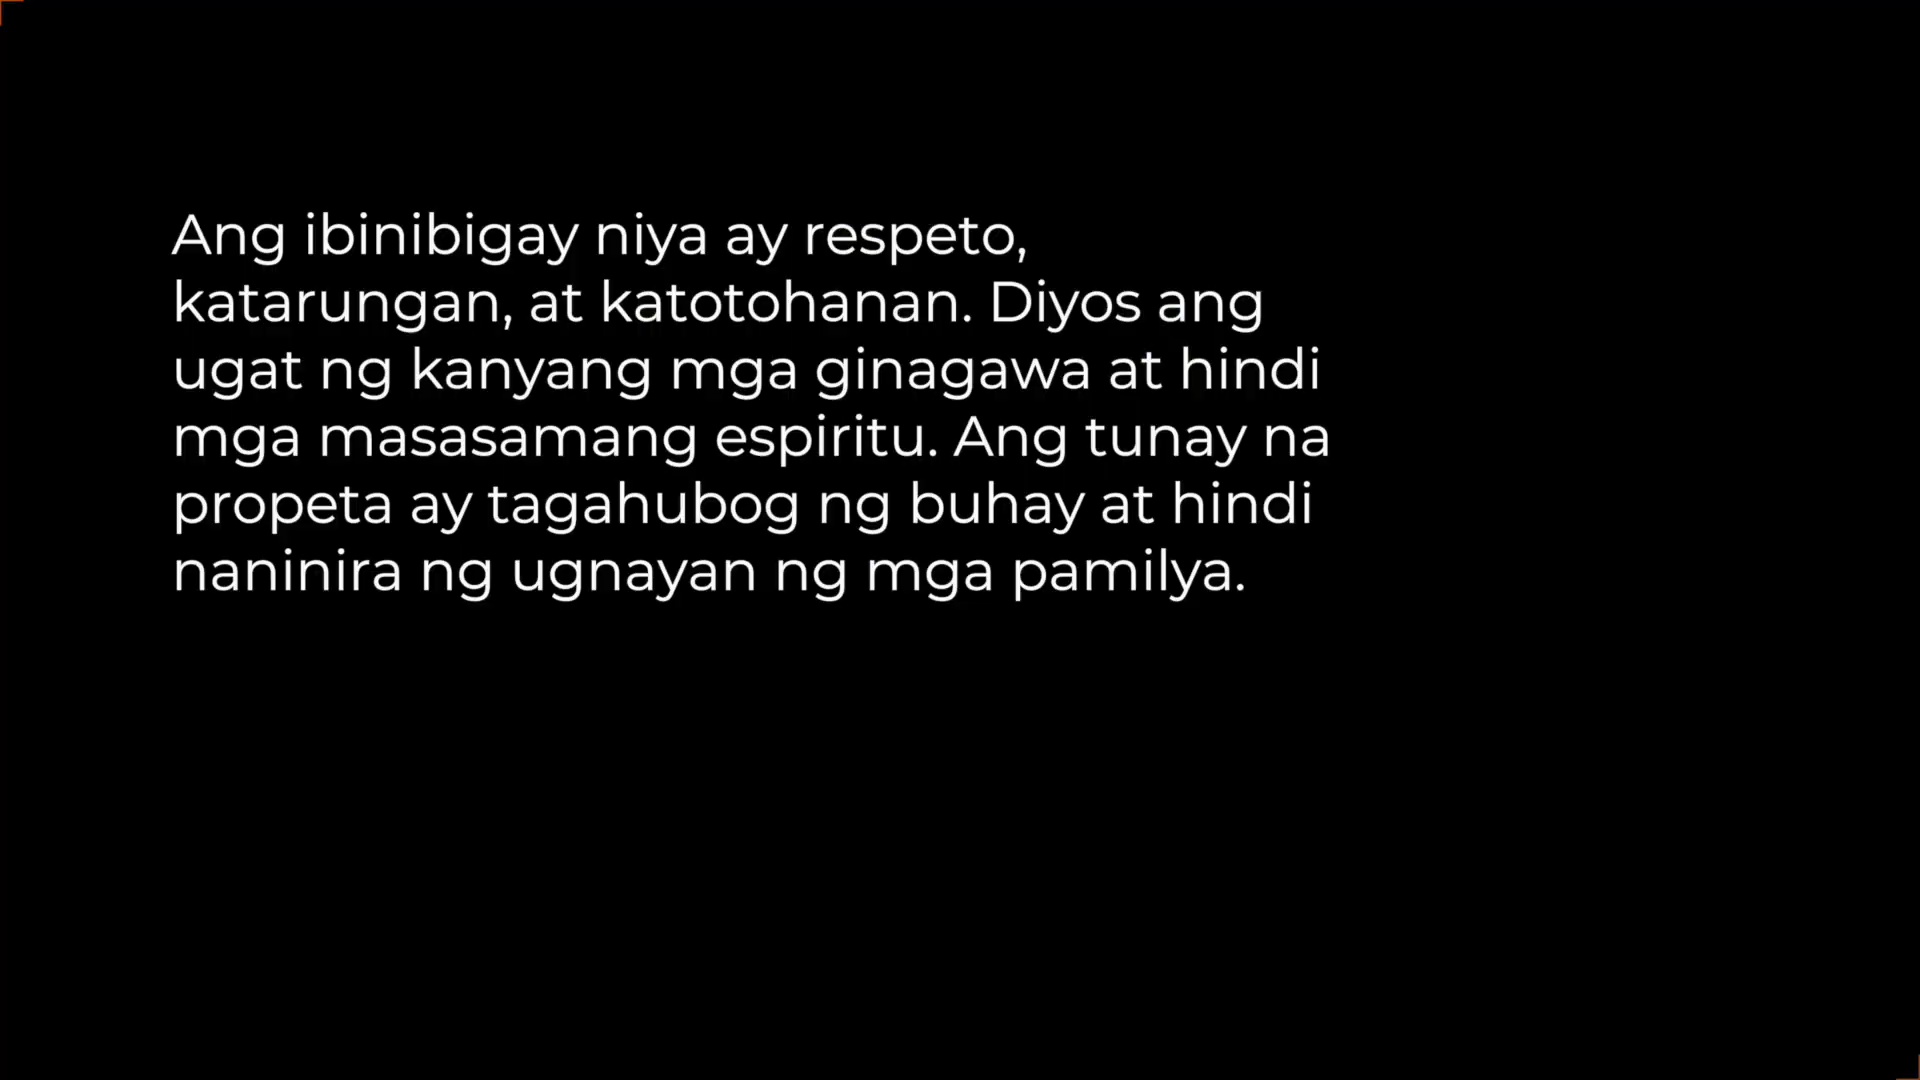 Ang ibinibigay niya ay respeto,
katarungan, at katotohanan. Diyos ang
ugat ng kanyang mga ginagawa at hindi
mga masasamang espiritu. Ang tunay na
propeta ay tagahubog ng buhay at hindi
naninira ng ugnayan ng mga pamilya.